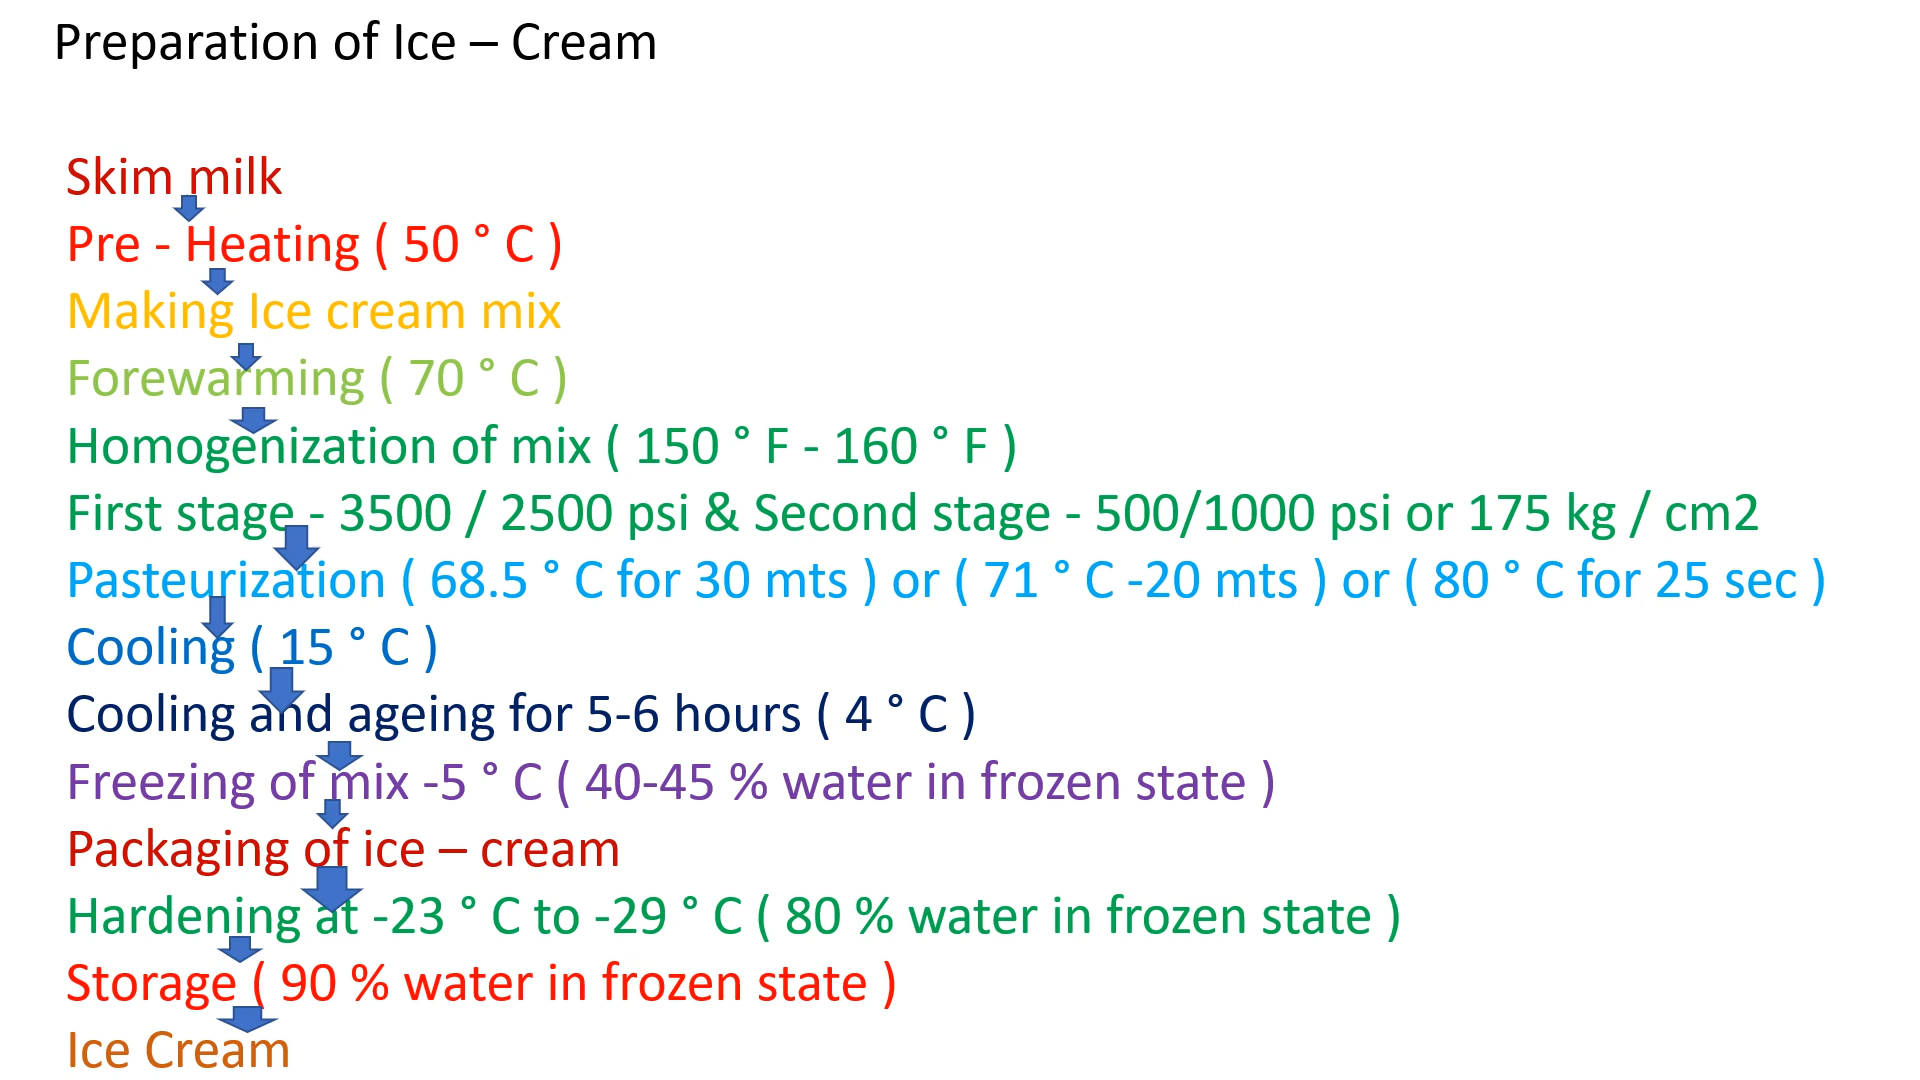 Preparation of Ice – Cream
Skim milk
Pre - Heating ( 50 ° C )
Making Ice cream mix
Forewarming ( 70 ° C )
Homogenization of mix ( 150 ° F - 160 ° F )
First stage - 3500 / 2500 psi & Second stage - 500/1000 psi or 175 kg / cm2
Pasteurization ( 68.5 ° C for 30 mts ) or ( 71 ° C -20 mts ) or ( 80 ° C for 25 sec )
Cooling ( 15 ° C )
Cooling and ageing for 5-6 hours ( 4 ° C )
Freezing of mix -5 ° C ( 40-45 % water in frozen state )
Packaging of ice – cream
Hardening at -23 ° C to -29 ° C ( 80 % water in frozen state )
Storage ( 90 % water in frozen state )
Ice Cream